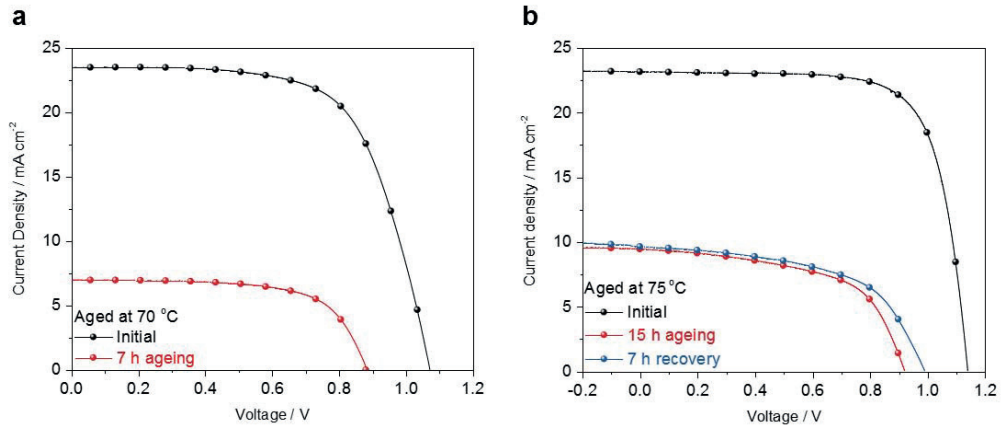 a
25
20
15
10
5
0
Current Density / mA cm-2
Aged at 70 °C
Initial
7 h ageing
0.0 0.2 0.4 0.6 0.8 1.0 1.2
Voltage / V
b
25
20
15
10
5
0
Current density / mA cm-2
Aged at 75°C
Initial
15 h ageing
7 h recovery
-0.2 0.0 0.2 0.4 0.6 0.8 1.0 1.2
Voltage / V